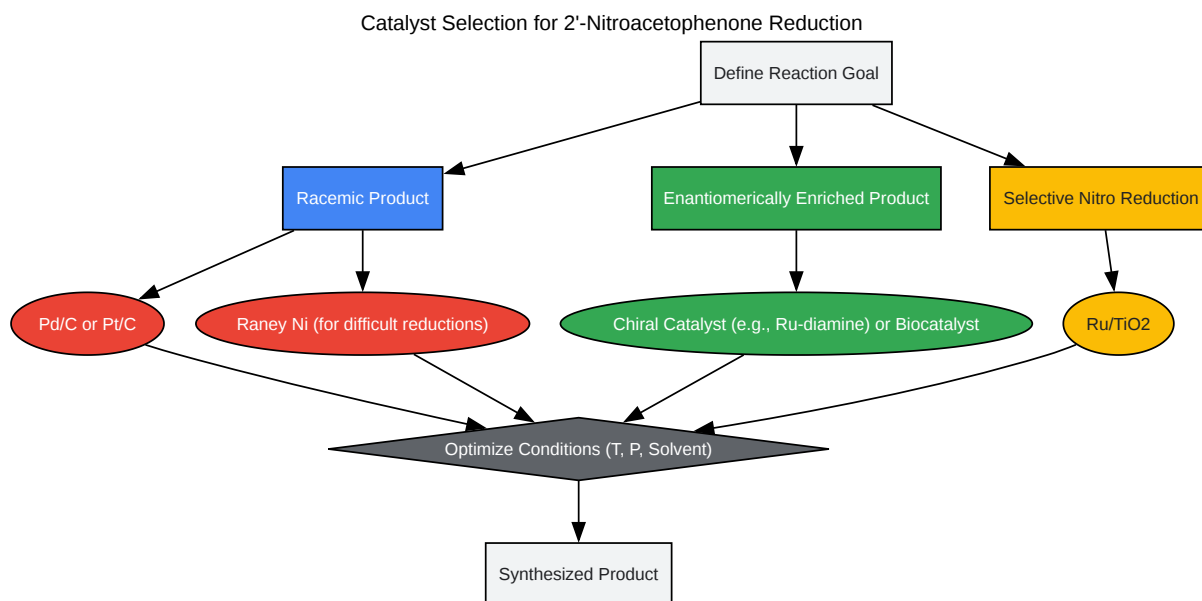 Catalyst Selection for 2'-Nitroacetophenone Reduction
Define Reaction Goal
Racemic Product
Enantiomerically Enriched Product
Selective Nitro Reduction
Pd/C or Pt/C
Raney Ni (for difficult reductions)
Chiral Catalyst (e.g., Ru-diamine) or Biocatalyst
Ru/TiO2
Optimize Conditions (T, P, Solvent)
Synthesized Product